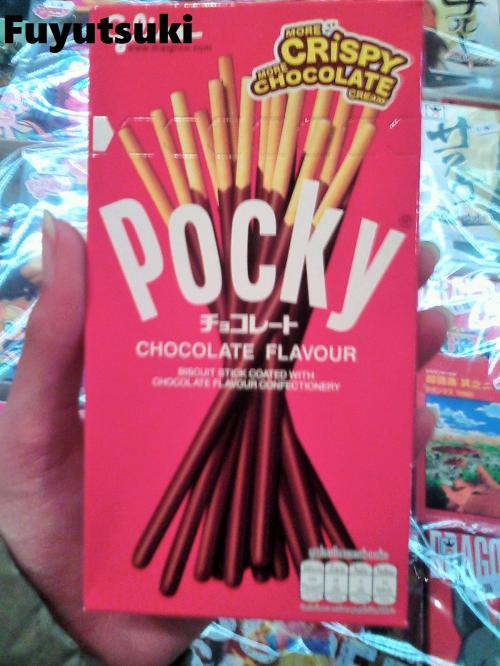 Fuyutsuki
MORE
CRiSPY
MORE
CHOCOLATE
CREAM
POCKY
チョコレート
CHOCOLATE FLAVOUR
BISCUIT STICK COATED WITH
CHOCOLATE FLAVOUR CONFECTIONERY